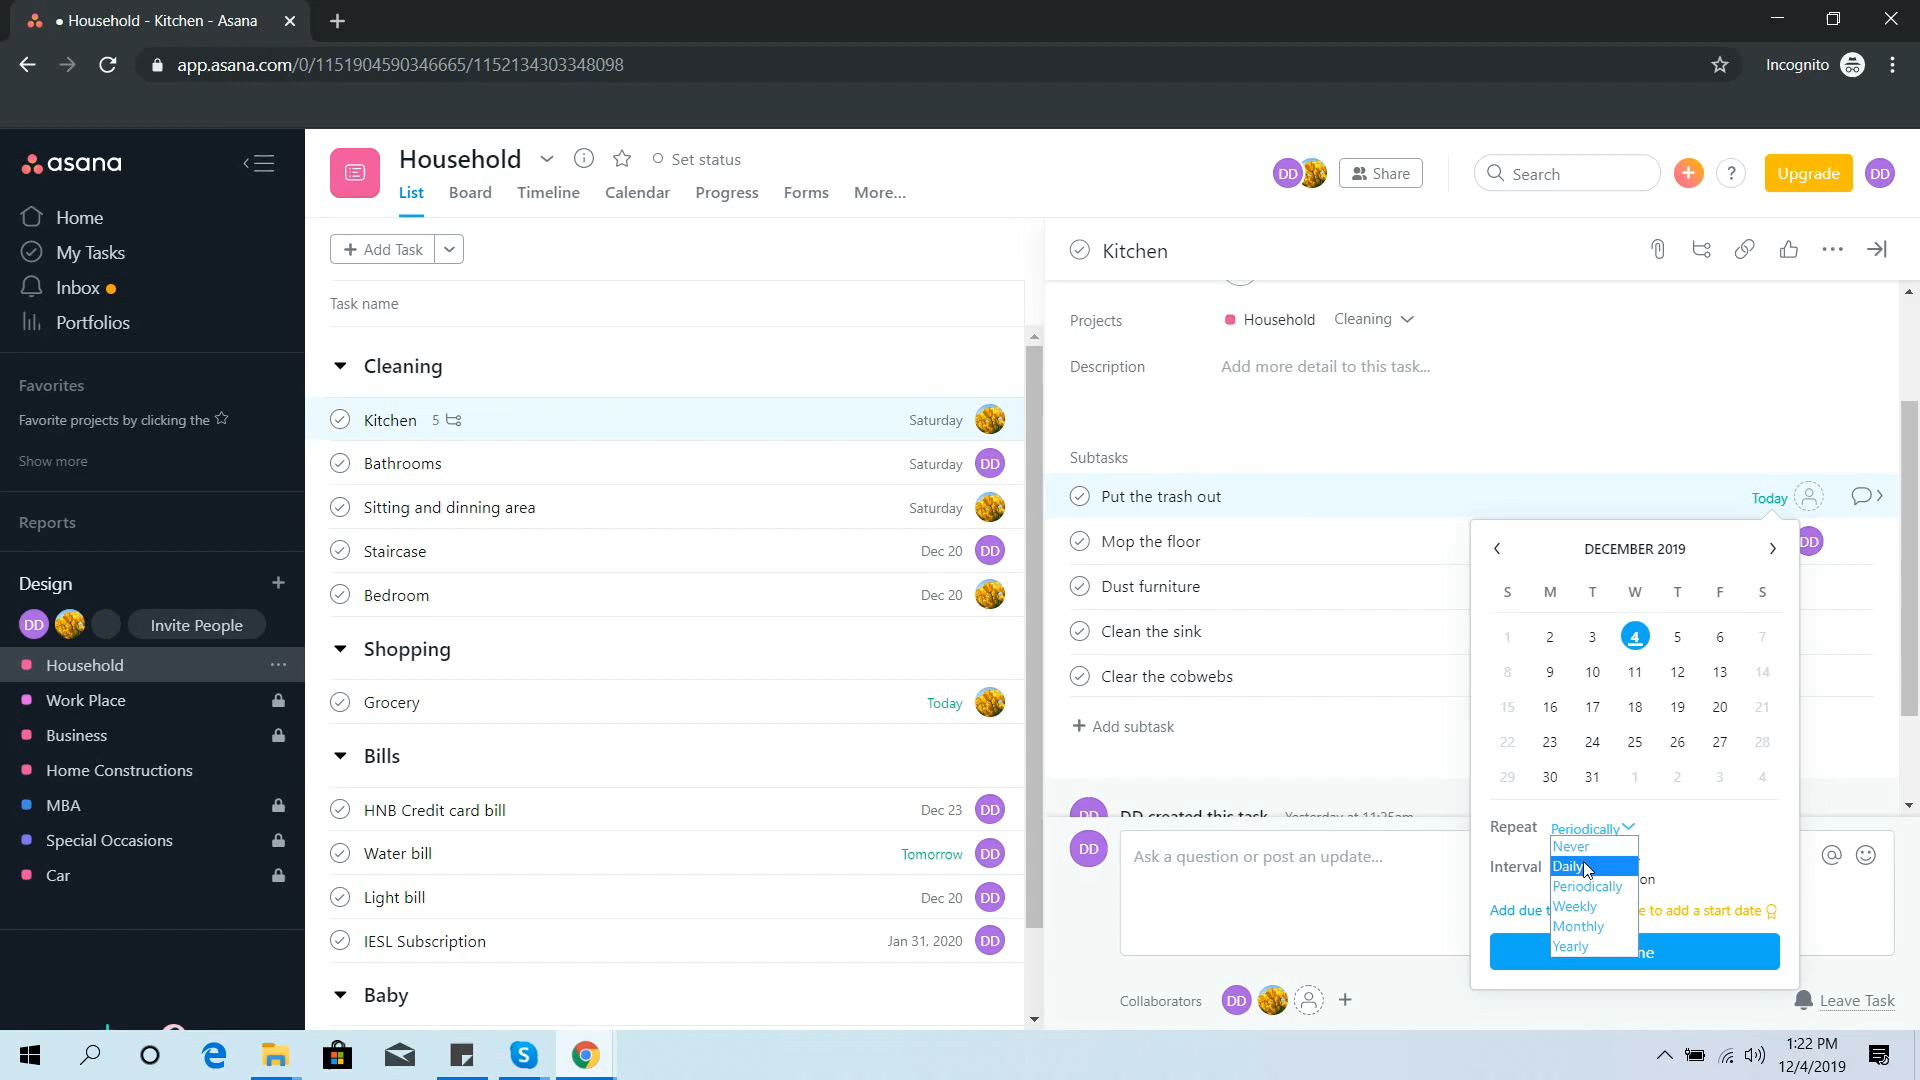 ● Household - Kitchen - Asana
app.asana.com/0/1151904590346665/1152134303348098
Incognito
asana
Home
My Tasks
Inbox
Portfolios
Favorites
Favorite projects by clicking the
Show more
Reports
Design
DD
Invite People
Household
Work Place
Business
Home Constructions
MBA
Special Occasions
Car
Household
Set status
List Board Timeline Calendar Progress Forms More...
DD
Share
Search
?
Upgrade
DD
+ Add Task
Task name
Cleaning
Kitchen 5 Saturday
Bathrooms Saturday DD
Sitting and dinning area Saturday
Staircase Dec 20 DD
Bedroom Dec 20
Shopping
Grocery Today
Bills
HNB Credit card bill Dec 23 DD
Water bill Tomorrow DD
Light bill Dec 20 DD
IESL Subscription Jan 31, 2020 DD
Baby
Kitchen
Projects Household Cleaning
Description Add more detail to this task...
Subtasks
Put the trash out Today
Mop the floor DD
Dust furniture
Clean the sink
Clear the cobwebs
+ Add subtask
DECEMBER 2019
S M T W T F S
1 2 3 4 5 6 7
8 9 10 11 12 13 14
15 16 17 18 19 20 21
22 23 24 25 26 27 28
29 30 31 1 2 3 4
Repeat Periodically
Never
Daily
Periodically
Weekly
Monthly
Yearly
Interval
on
Add due t
e to add a start date
ne
DD DD created this task Yesterday at 11:25am
DD Ask a question or post an update...
Collaborators DD
Leave Task
1:22 PM
12/4/2019